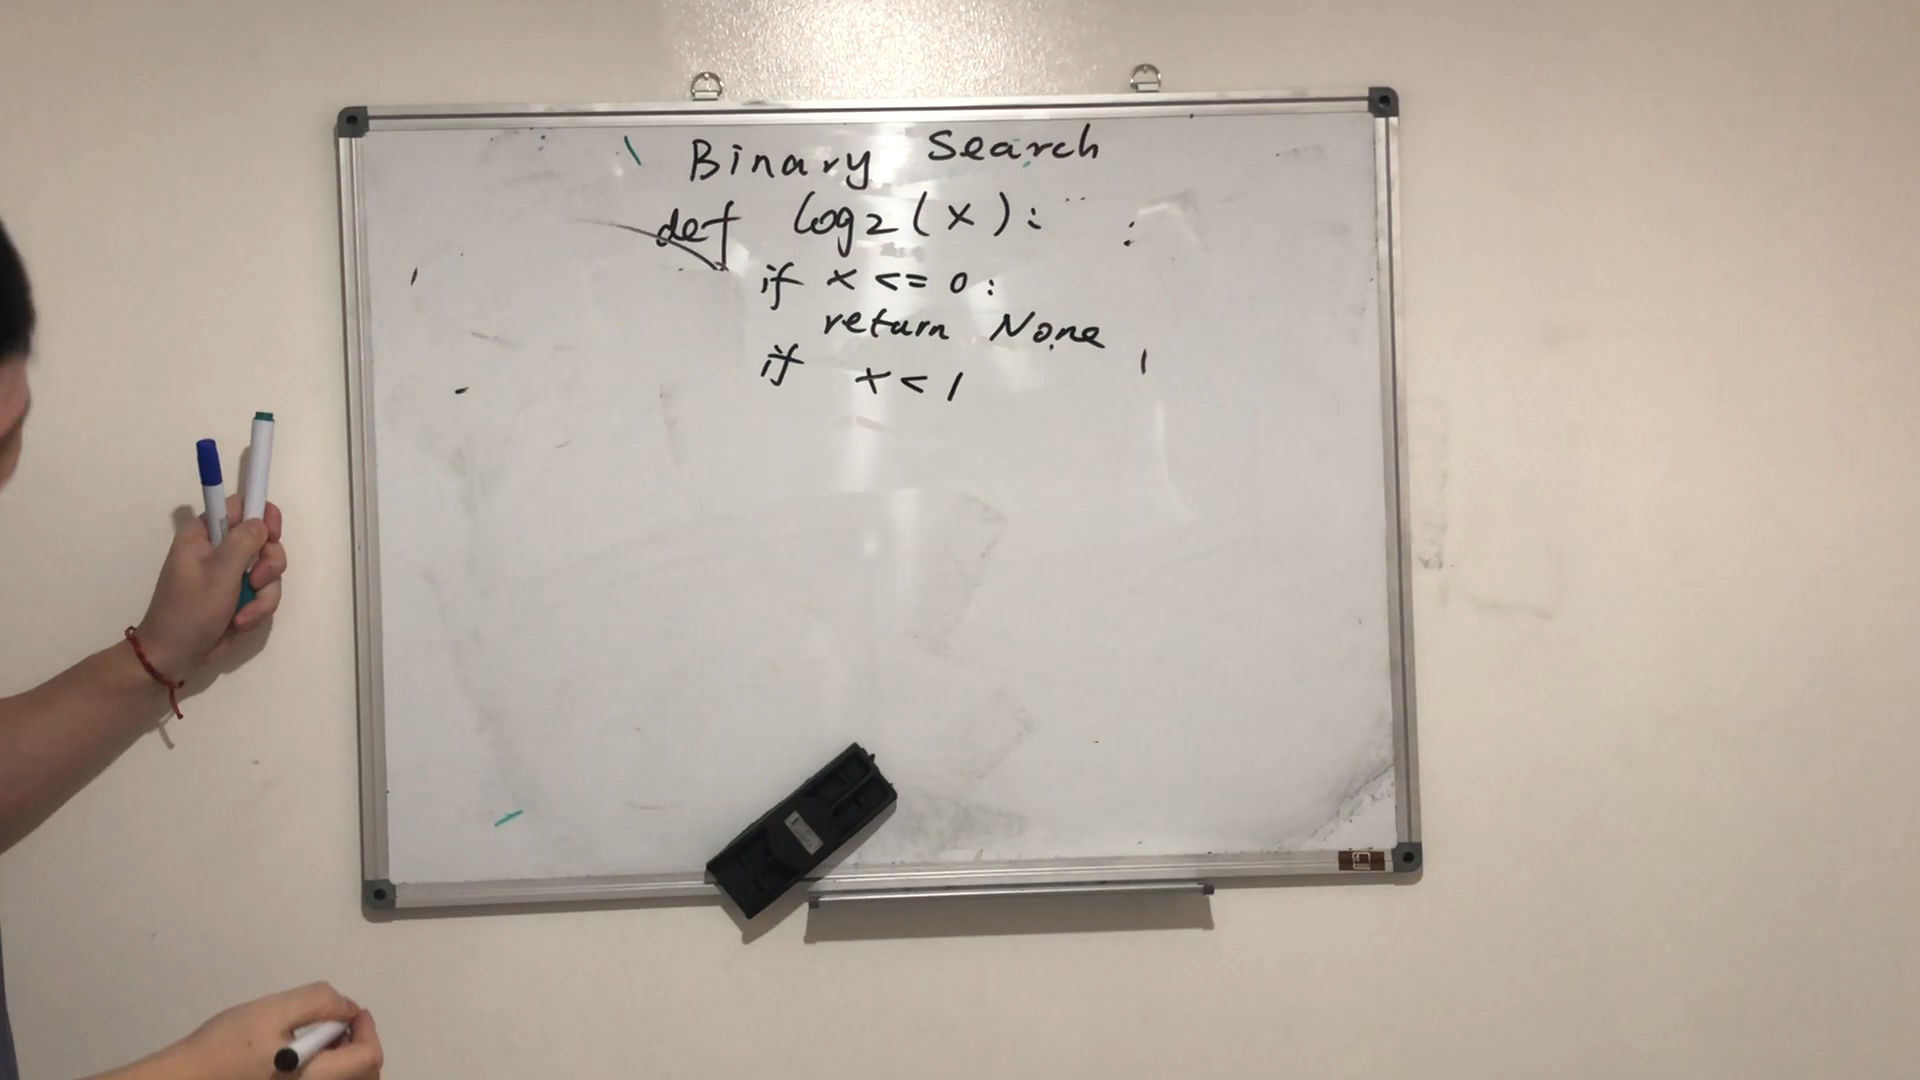 Binary Search
def log2(x):
if x <= 0:
return None
if x < 1